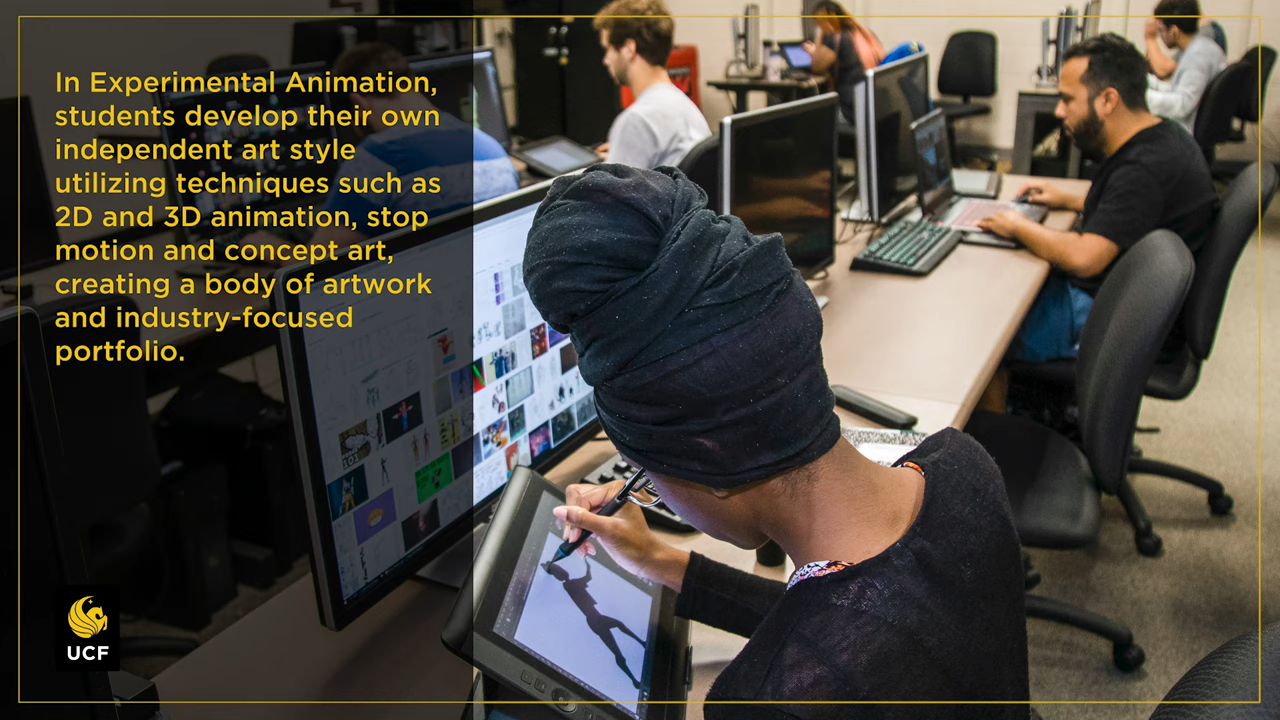 In Experimental Animation,
students develop their own
independent art style
utilizing techniques such as
2D and 3D animation, stop
motion and concept art,
creating a body of artwork
and industry-focused
portfolio.
UCF